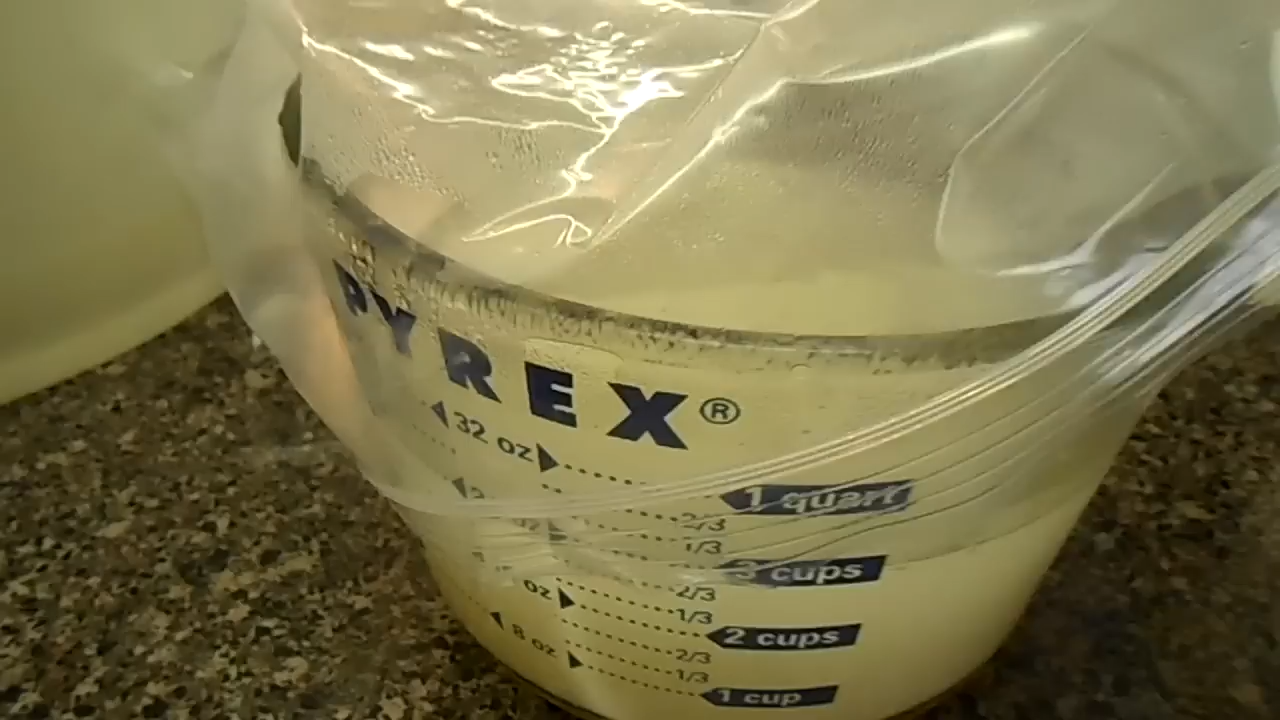 PYREX®
32 oz 1 quart
2/3
1/3
3 cups
2/3
oz 1/3
2 cups
8 oz 2/3
1/3
1 cup